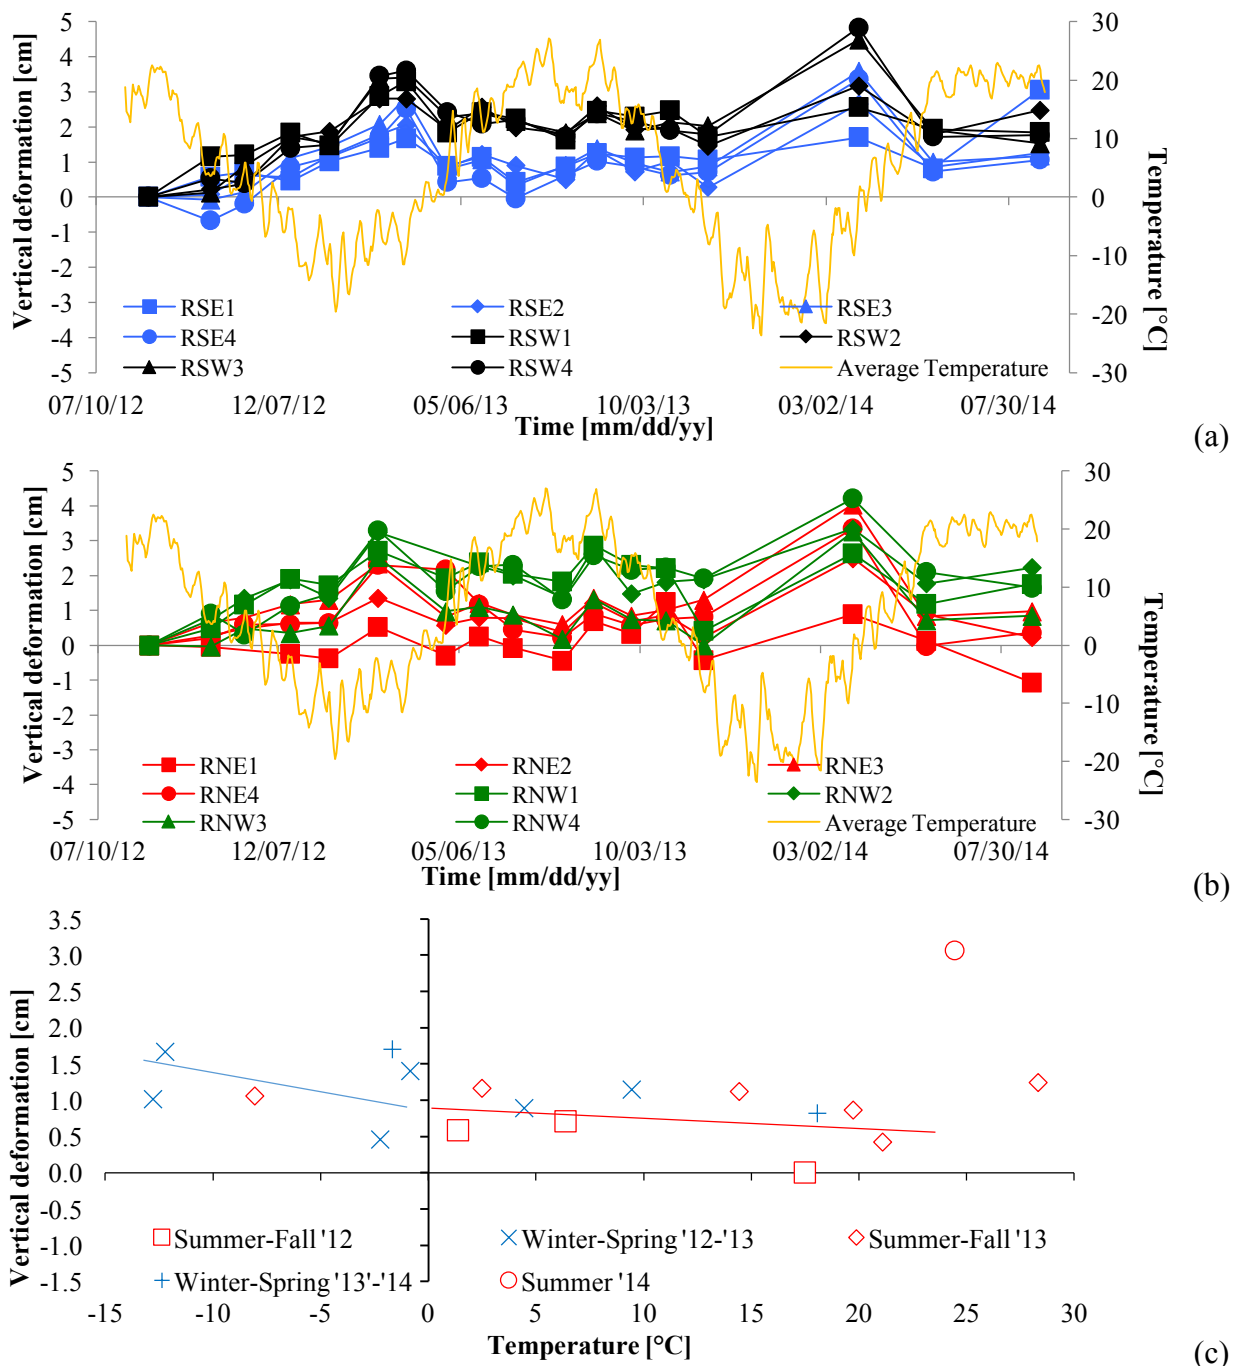 5
4
3
2
1
0
-1
-2
-3
-4
-5
Vertical deformation [cm]
30
20
10
0
-10
-20
-30
Temperature [°C]
RSE1 RSE2 RSE3
RSE4 RSW1 RSW2
RSW3 RSW4 Average Temperature
07/10/12 12/07/12 05/06/13 10/03/13 03/02/14 07/30/14
Time [mm/dd/yy]
(a)
5
4
3
2
1
0
-1
-2
-3
-4
-5
Vertical deformation [cm]
30
20
10
0
-10
-20
-30
Temperature [°C]
RNE1 RNE2 RNE3
RNE4 RNW1 RNW2
RNW3 RNW4 Average Temperature
07/10/12 12/07/12 05/06/13 10/03/13 03/02/14 07/30/14
Time [mm/dd/yy]
(b)
3.5
3.0
2.5
2.0
1.5
1.0
0.5
0.0
-0.5
-1.0
-1.5
Vertical deformation [cm]
Summer-Fall '12 Winter-Spring '12-'13 Summer-Fall '13
Winter-Spring '13'-'14 Summer '14
-15 -10 -5 0 5 10 15 20 25 30
Temperature [°C]
(c)